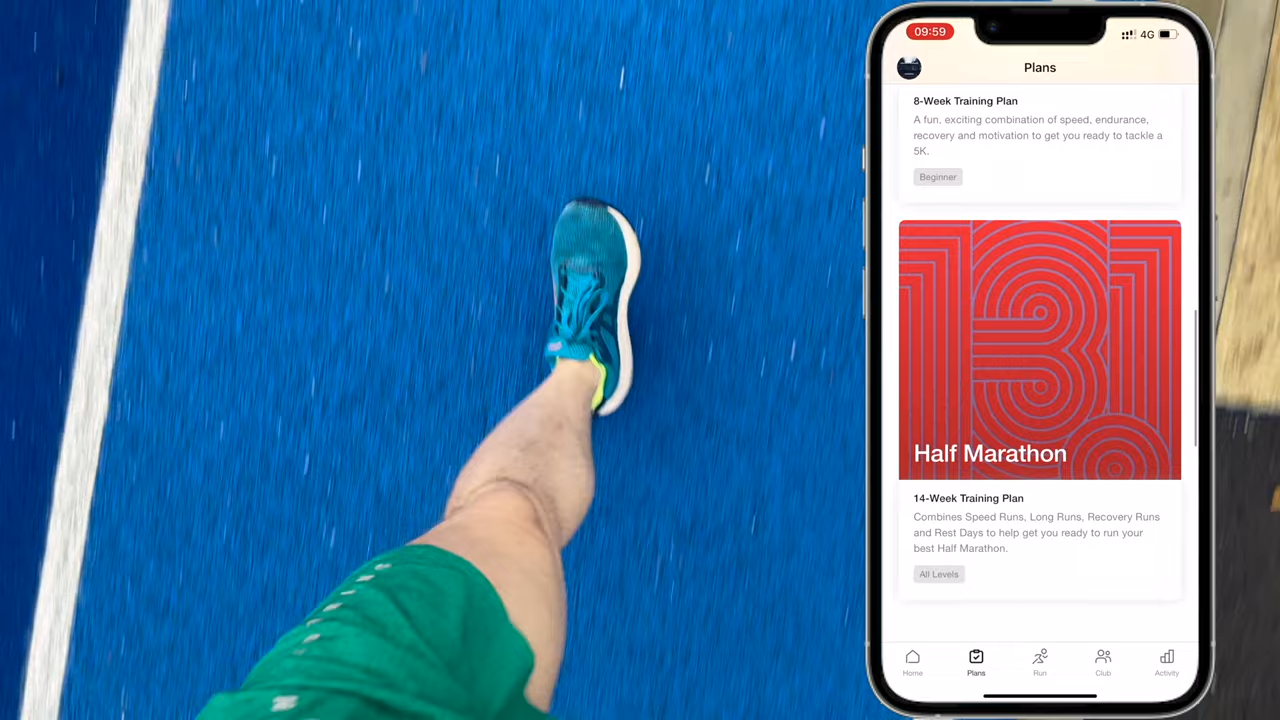 09:59
4G
Plans
8-Week Training Plan
A fun, exciting combination of speed, endurance,
recovery and motivation to get you ready to tackle a
5K.
Beginner
13.1
Half Marathon
14-Week Training Plan
Combines Speed Runs, Long Runs, Recovery Runs
and Rest Days to help get you ready to run your
best Half Marathon.
All Levels
Home
Plans
Run
Club
Activity